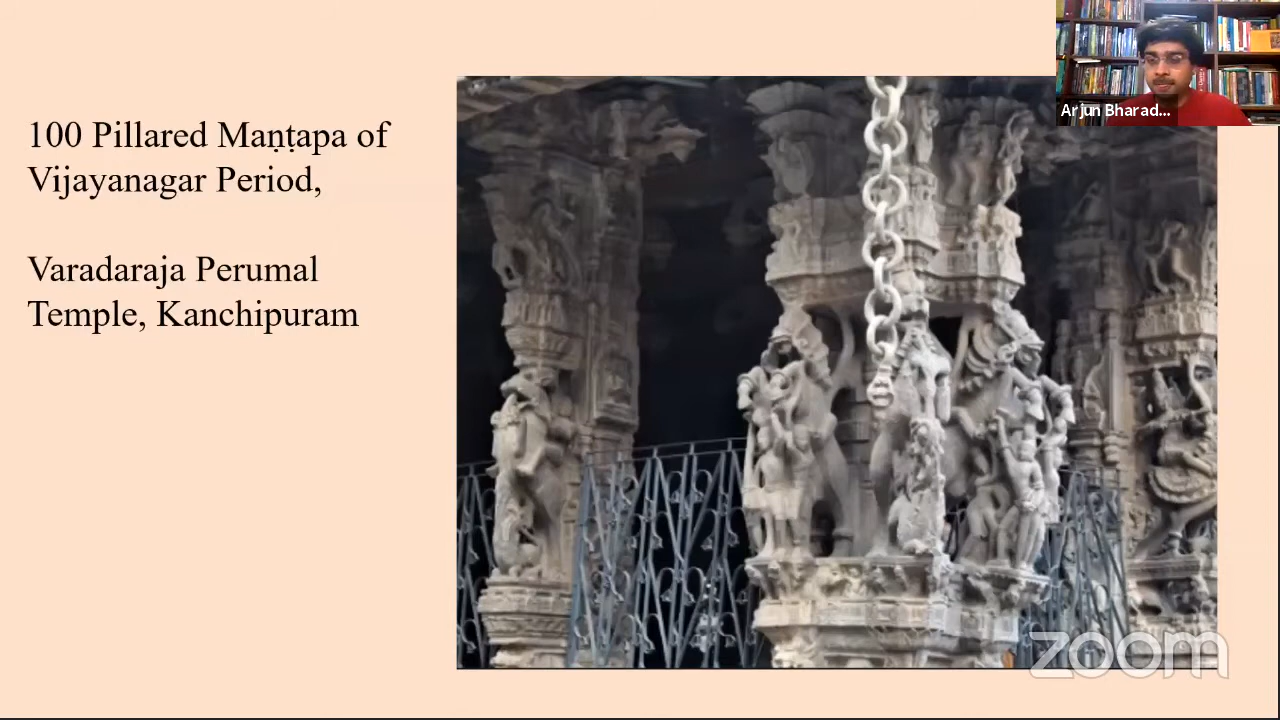 100 Pillared Maṇṭapa of
Vijayanagar Period,
Varadaraja Perumal
Temple, Kanchipuram
Arjun Bharad...
zoom